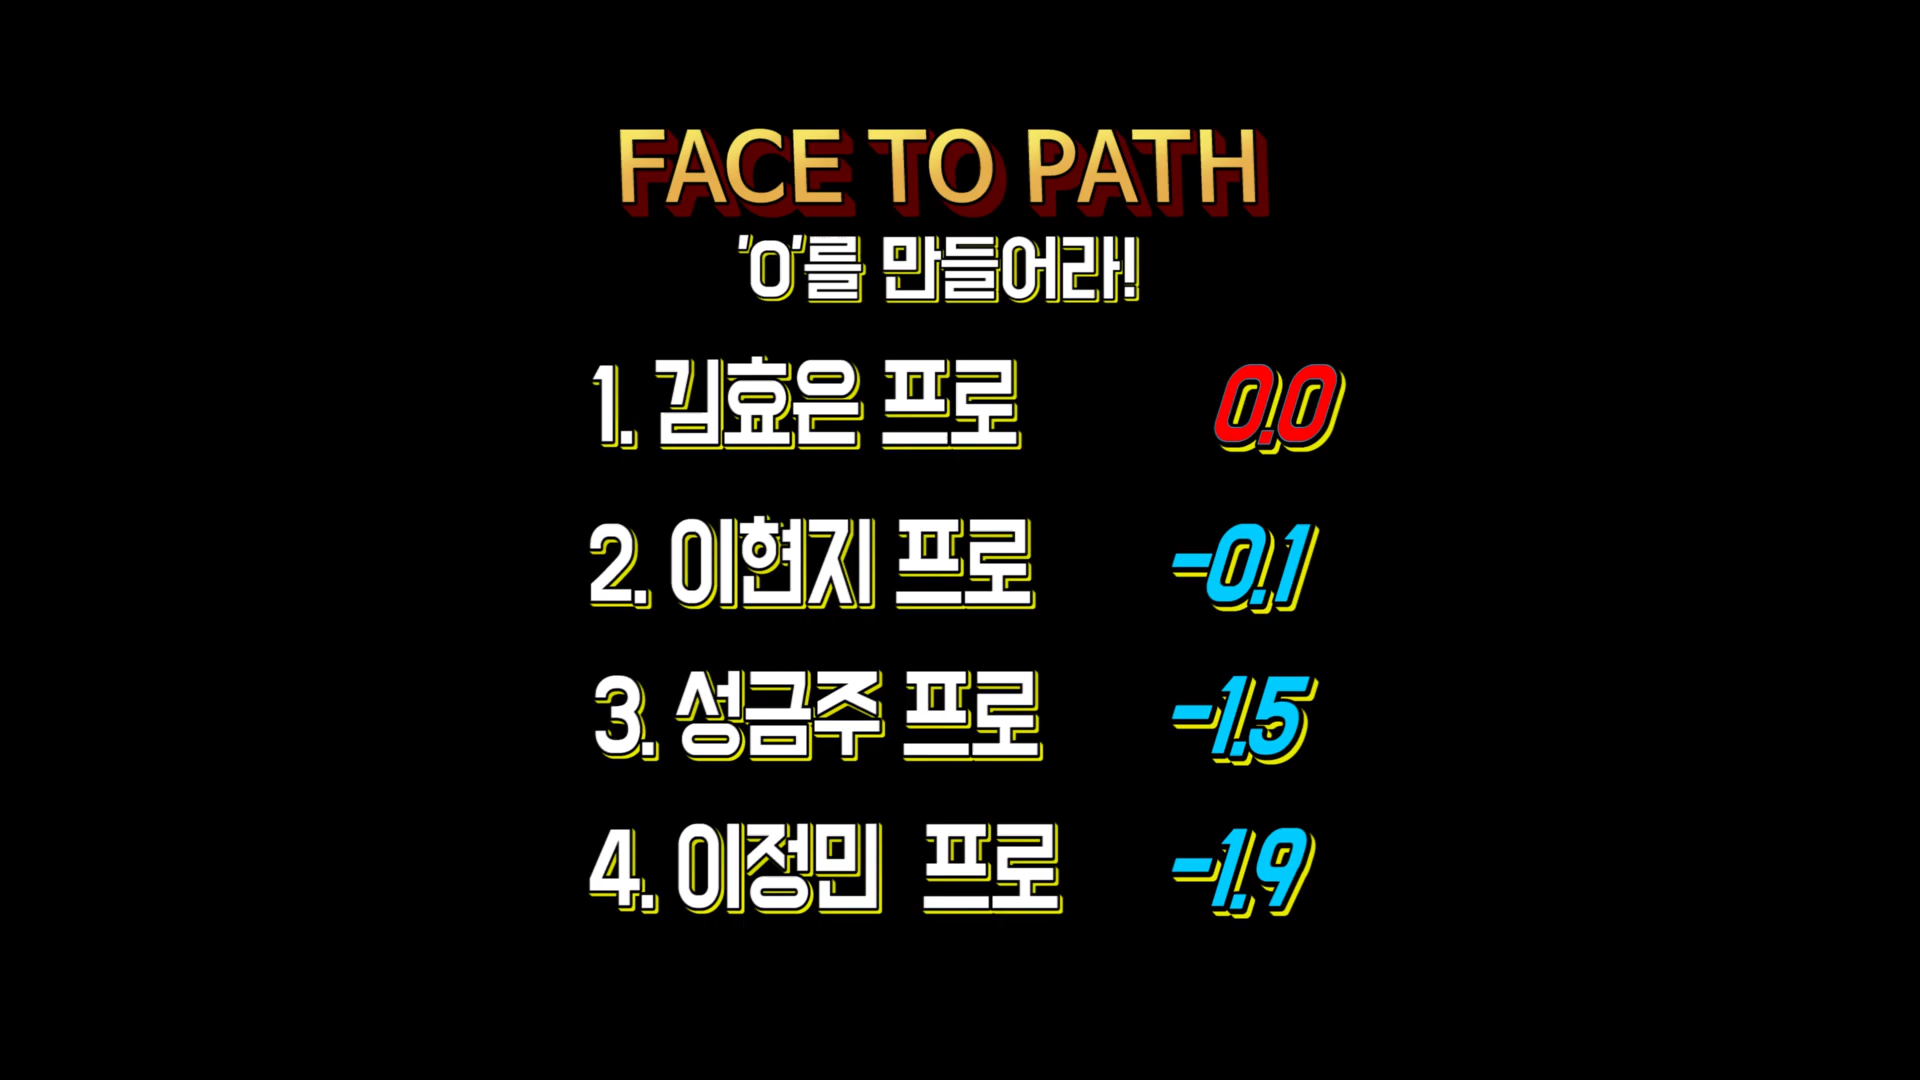 FACE TO PATH
'0'를 만들어라!
1. 김효은 프로 0.0
2. 이현지 프로 -0.1
3. 성금주 프로 -1.5
4. 이정민 프로 -1.9